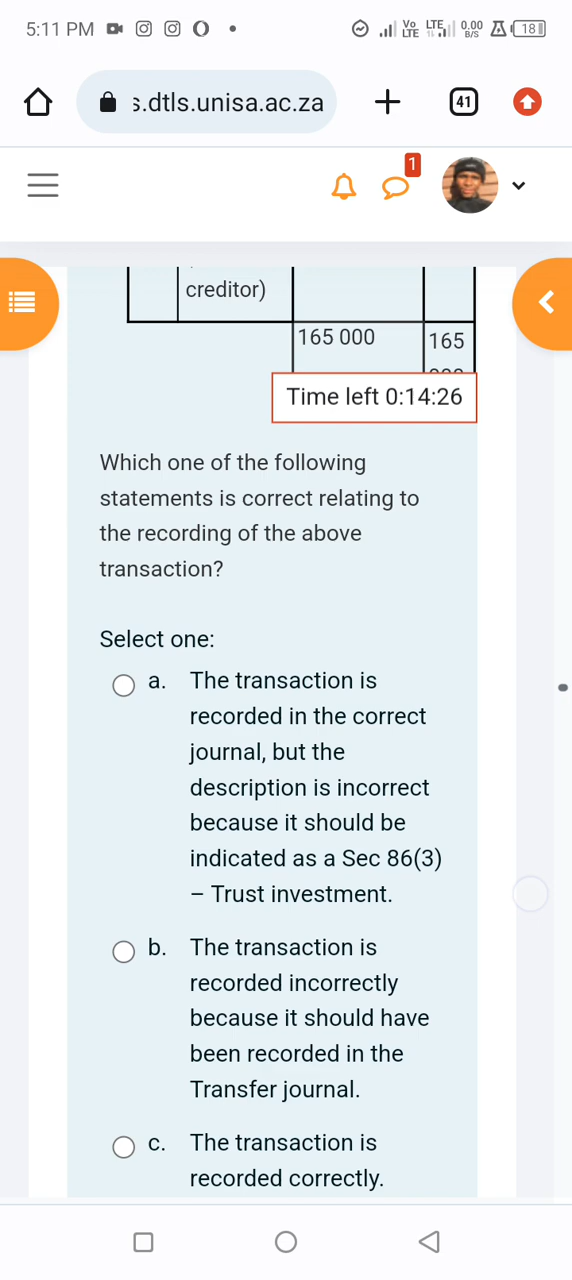 5:11 PM
Vo LTE
LTE
0.00 B/S
18
s.dtls.unisa.ac.za
41
1
creditor)
165 000
165
Time left 0:14:26
Which one of the following
statements is correct relating to
the recording of the above
transaction?
Select one:
a. The transaction is
recorded in the correct
journal, but the
description is incorrect
because it should be
indicated as a Sec 86(3)
– Trust investment.
b. The transaction is
recorded incorrectly
because it should have
been recorded in the
Transfer journal.
c. The transaction is
recorded correctly.